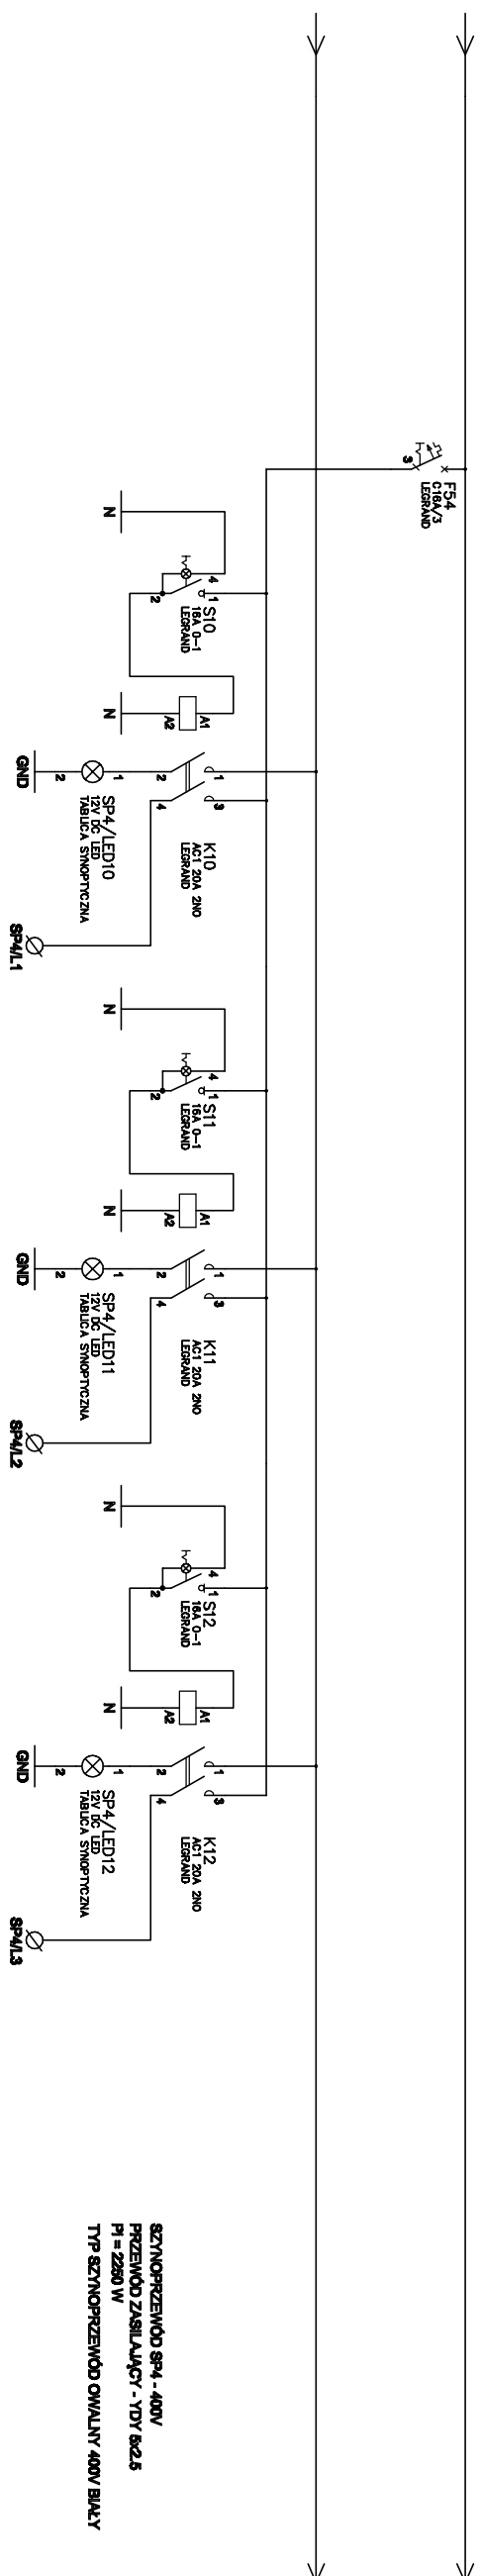 F54
C16A/3
LEGRAND
3
N
4
1
2
S10
16A 0-1
LEGRAND
N
A1
A2
1
3
2
4
K10
AC1 20A 2NO
LEGRAND
GND
2
1
SP4/LED10
12V DC LED
TABLICA SYNOPTYCZNA
SP4/L1
N
4
1
2
S11
16A 0-1
LEGRAND
N
A1
A2
1
3
2
4
K11
AC1 20A 2NO
LEGRAND
GND
2
1
SP4/LED11
12V DC LED
TABLICA SYNOPTYCZNA
SP4/L2
N
4
1
2
S12
16A 0-1
LEGRAND
N
A1
A2
1
3
2
4
K12
AC1 20A 2NO
LEGRAND
GND
2
1
SP4/LED12
12V DC LED
TABLICA SYNOPTYCZNA
SP4/L3
SZYNOPRZEWÓD SP4 - 400V
PRZEWÓD ZASILAJĄCY - YDY 5x2.5
PI = 2250 W
TYP SZYNOPRZEWÓD OWALNY 400V BIAŁY